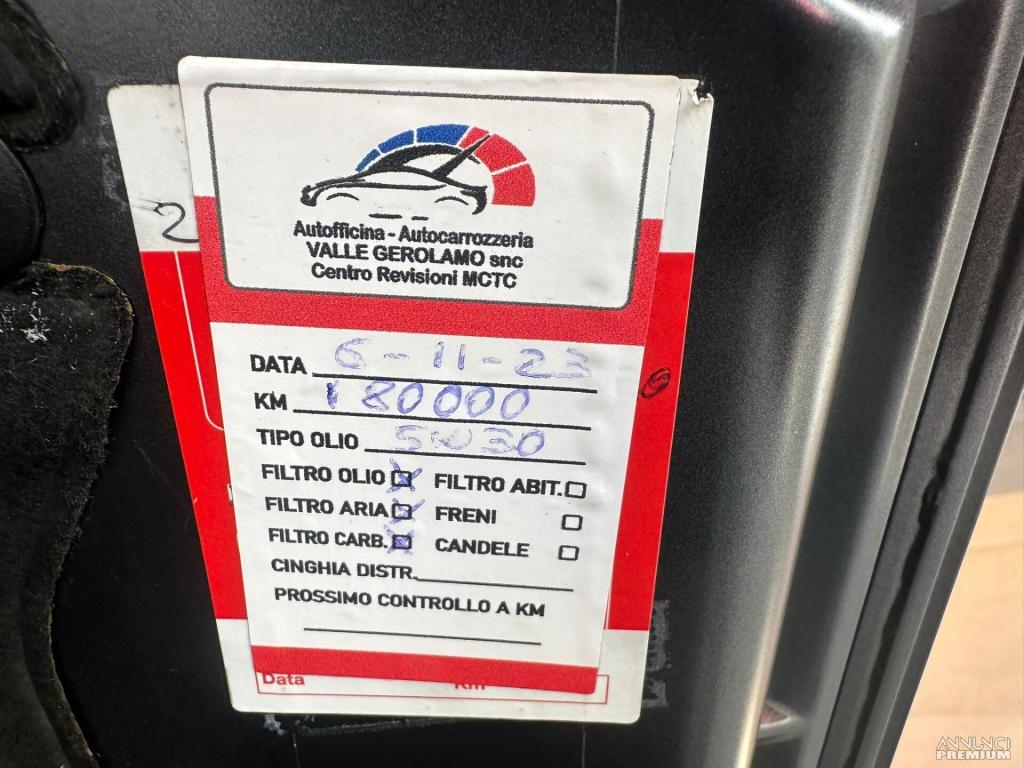 Autofficina - Autocarrozzeria
VALLE GEROLAMO snc
Centro Revisioni MCTC
DATA 6-11-23
KM 180000
TIPO OLIO 5W30
FILTRO OLIO FILTRO ABIT.
FILTRO ARIA FRENI
FILTRO CARB. CANDELE
CINGHIA DISTR.
PROSSIMO CONTROLLO A KM
Data Km
2
ANNUNCI
PREMIUM